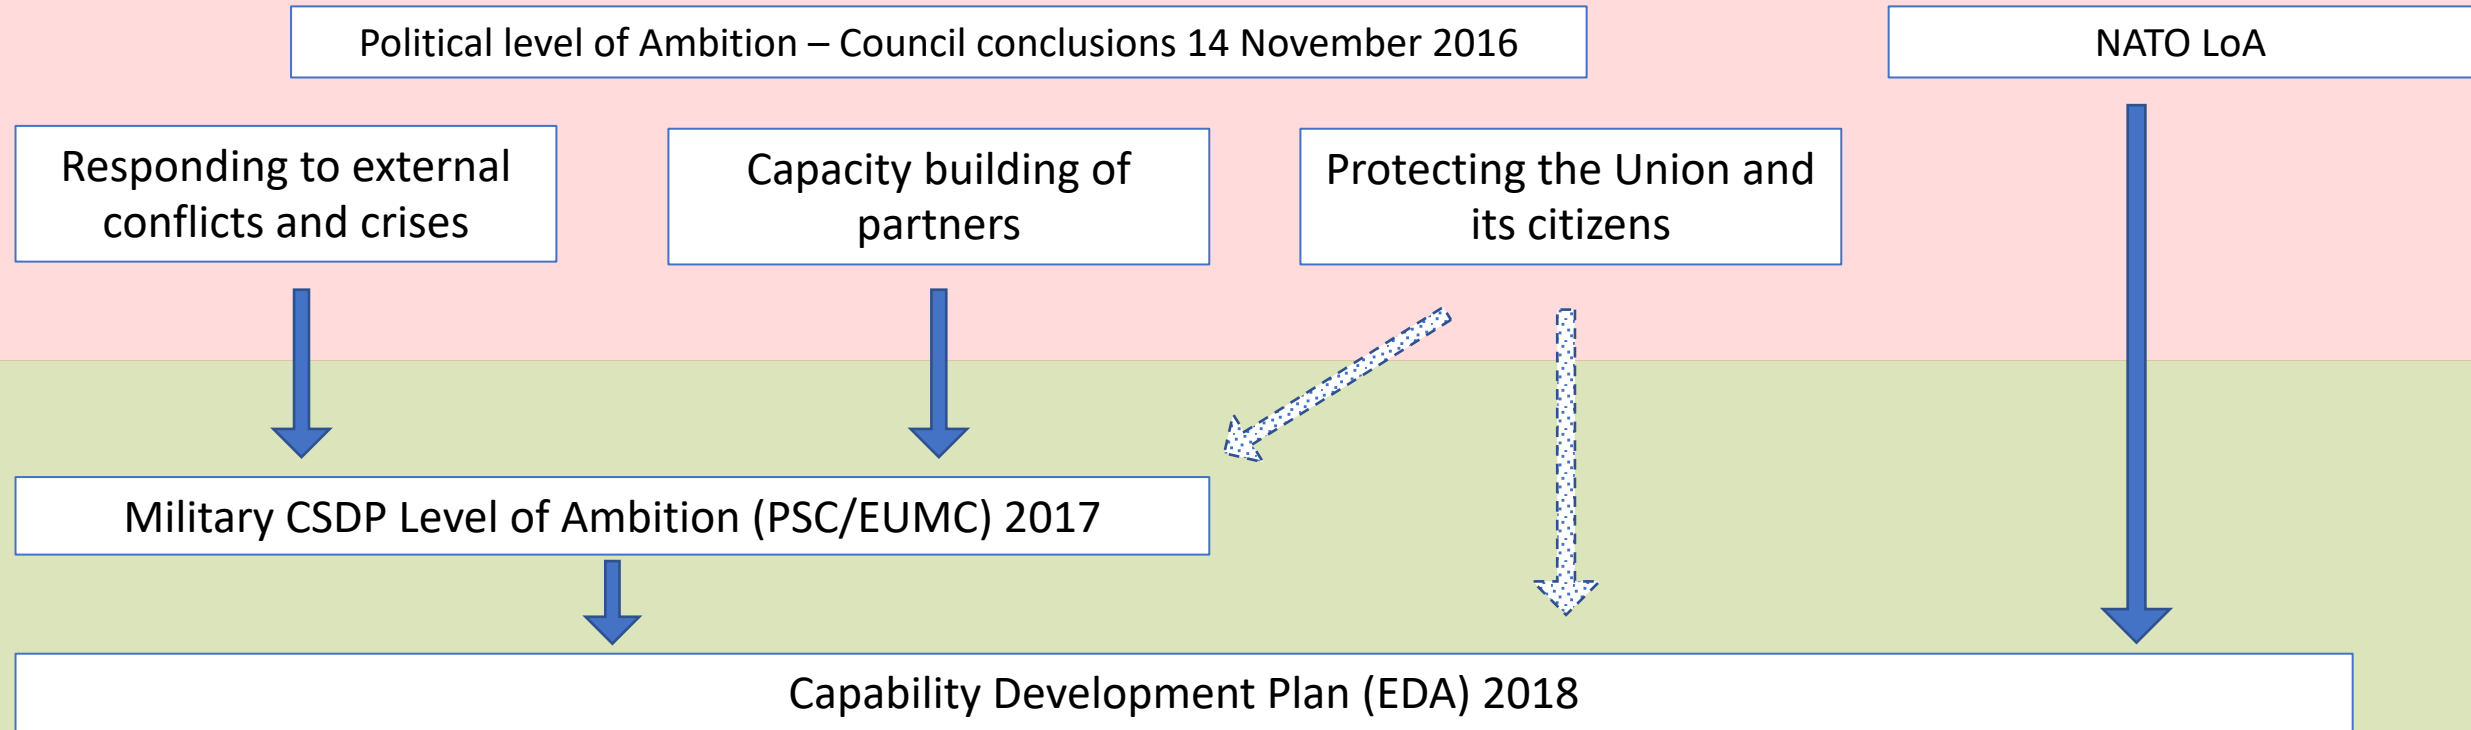 Political level of Ambition – Council conclusions 14 November 2016
NATO LoA
Responding to external
conflicts and crises
Capacity building of
partners
Protecting the Union and
its citizens
Military CSDP Level of Ambition (PSC/EUMC) 2017
Capability Development Plan (EDA) 2018